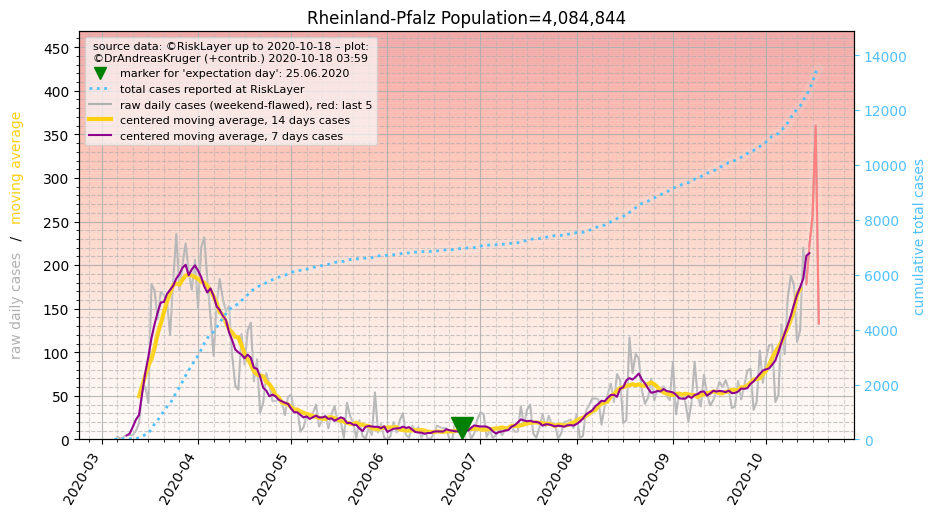 Rheinland-Pfalz Population=4,084,844
source data: ©RiskLayer up to 2020-10-18 – plot:
©DrAndreasKruger (+contrib.) 2020-10-18 03:59
marker for 'expectation day': 25.06.2020
total cases reported at RiskLayer
raw daily cases (weekend-flawed), red: last 5
centered moving average, 14 days cases
centered moving average, 7 days cases
raw daily cases / moving average
450
400
350
300
250
200
150
100
50
0
cumulative total cases
14000
12000
10000
8000
6000
4000
2000
0
2020-03
2020-04
2020-05
2020-06
2020-07
2020-08
2020-09
2020-10